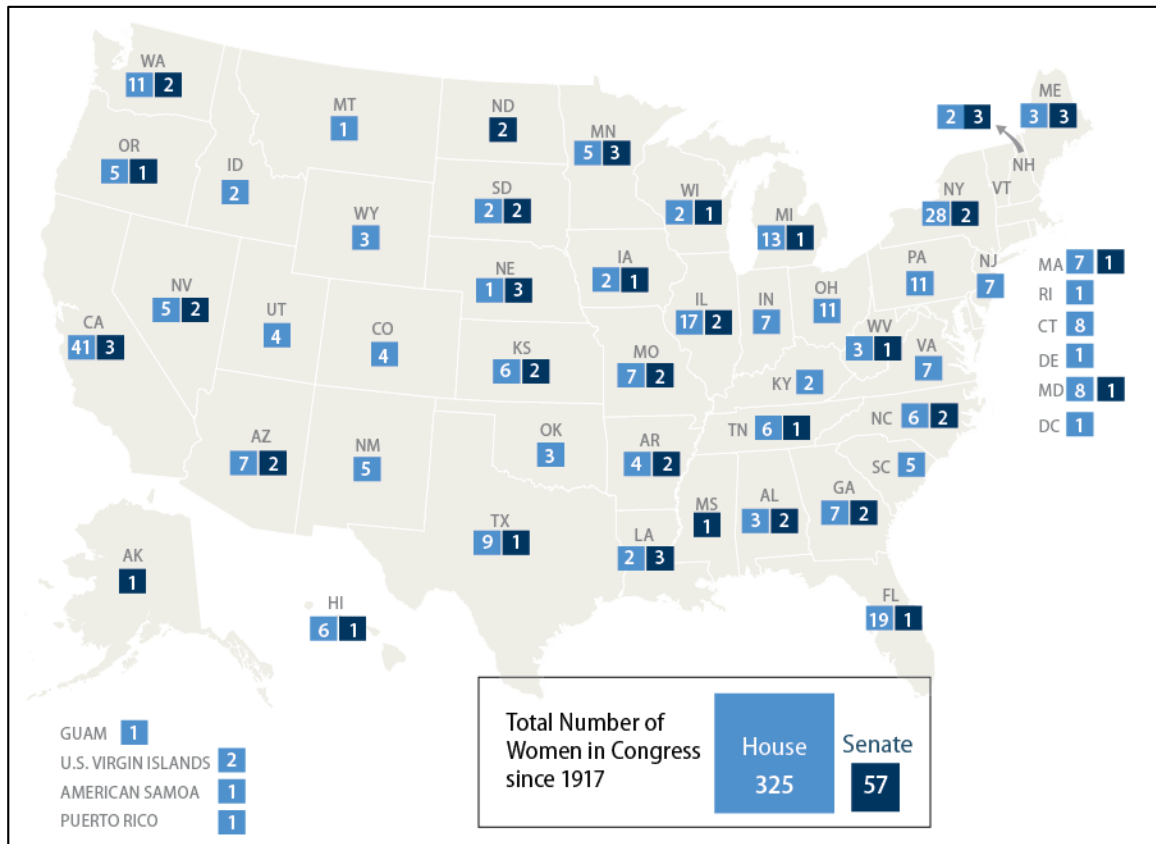 WA
11 2
MT
1
ND
2
MN
5 3
2 3
ME
3 3
OR
5 1
ID
2
SD
2 2
WI
2 1
MI
13 1
NH
VT
NY
28 2
WY
3
NE
1 3
IA
2 1
PA
11
NJ
7
MA 7 1
RI 1
CT 8
DE 1
MD 8 1
DC 1
NV
5 2
UT
4
CO
4
CA
41 3
KS
6 2
MO
7 2
IL
17 2
IN
7
OH
11
WV
3 1
VA
7
KY 2
AZ
7 2
NM
5
OK
3
AR
4 2
TN 6 1
NC 6 2
SC 5
TX
9 1
LA
2 3
MS
1
AL
3 2
GA
7 2
AK
1
HI
6 1
FL
19 1
GUAM 1
U.S. VIRGIN ISLANDS 2
AMERICAN SAMOA 1
PUERTO RICO 1
Total Number of
Women in Congress
since 1917
House
325
Senate
57